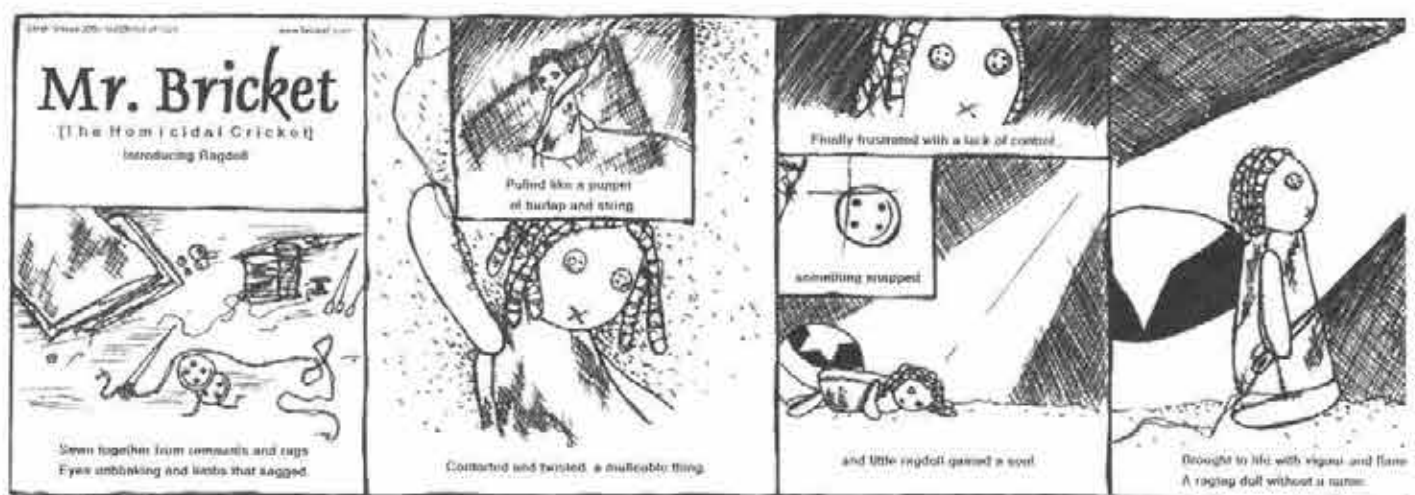 Mr. Bricket
[The Homicidal Cricket]
Introducing Ragdoll
Sewn together from remnants and rags
Eyes unblinking and limbs that sagged.
Pulled like a puppet
of burlap and string.
Contorted and twisted, a malleable thing.
Finally frustrated with a lack of control,
something snapped
and little ragdoll gained a soul.
Brought to life with vigour and flame
A raging doll without a name.